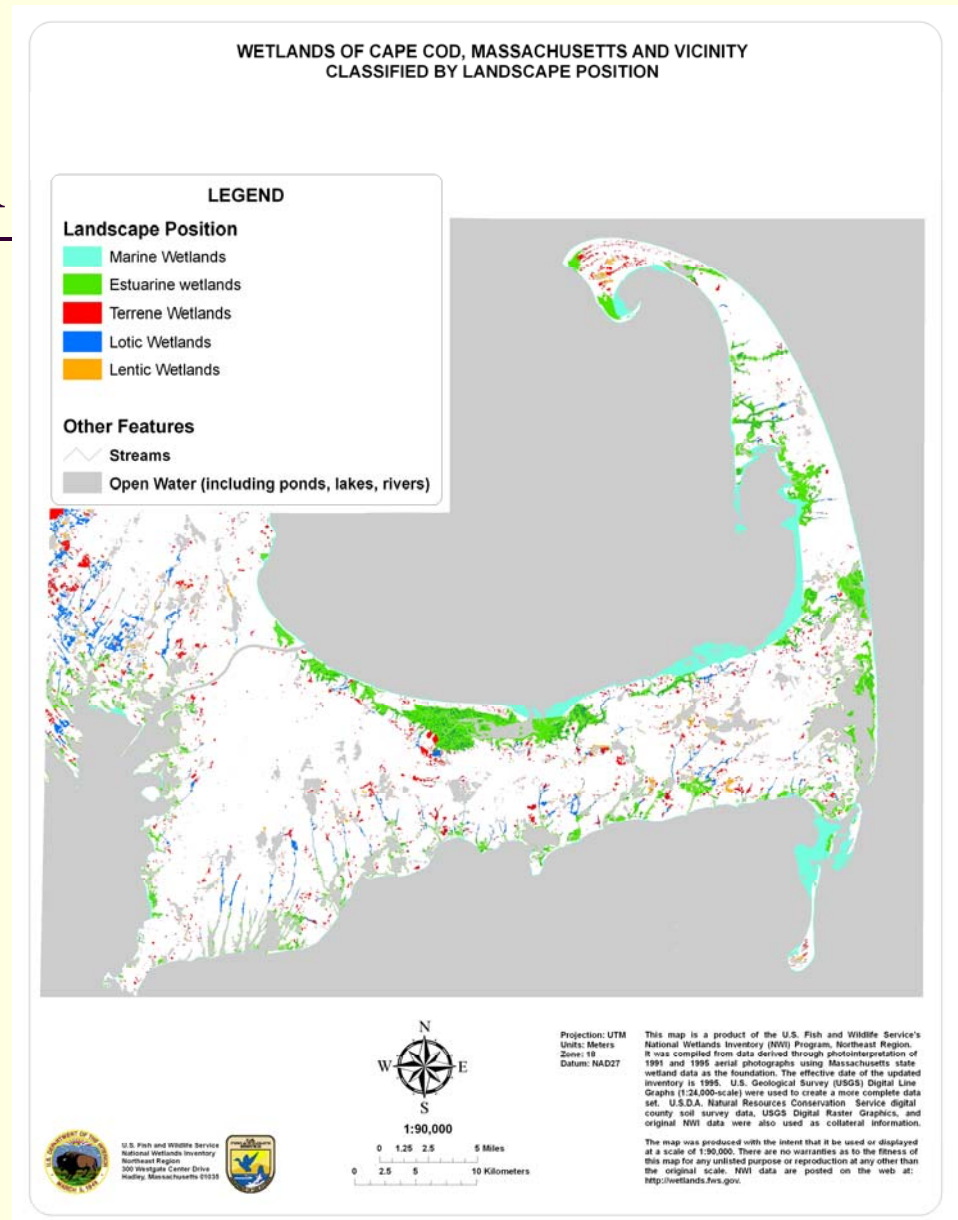 WETLANDS OF CAPE COD, MASSACHUSETTS AND VICINITY
CLASSIFIED BY LANDSCAPE POSITION
LEGEND
Landscape Position
Marine Wetlands
Estuarine wetlands
Terrene Wetlands
Lotic Wetlands
Lentic Wetlands
Other Features
Streams
Open Water (including ponds, lakes, rivers)
N
W E
S
1:90,000
0 1.25 2.5 5 Miles
0 2.5 5 10 Kilometers
Projection: UTM
Units: Meters
Zone: 18
Datum: NAD27
This map is a product of the U.S. Fish and Wildlife Service's
National Wetlands Inventory (NWI) Program, Northeast Region.
It was compiled from data derived through photointerpretation of
1991 and 1995 aerial photographs using Massachusetts state
wetland data as the foundation. The effective date of the updated
inventory is 1995. U.S. Geological Survey (USGS) Digital Line
Graphs (1:24,000-scale) were used to create a more complete data
set. U.S.D.A. Natural Resources Conservation Service digital
county soil survey data, USGS Digital Raster Graphics, and
original NWI data were also used as collateral information.
The map was produced with the intent that it be used or displayed
at a scale of 1:90,000. There are no warranties as to the fitness of
this map for any unlisted purpose or reproduction at any other than
the original scale. NWI data are posted on the web at:
http://wetlands.fws.gov.
U.S. DEPARTMENT OF THE INTERIOR
MARCH 3, 1849
U.S. Fish and Wildlife Service
National Wetlands Inventory
Northeast Region
300 Westgate Center Drive
Hadley, Massachusetts 01035